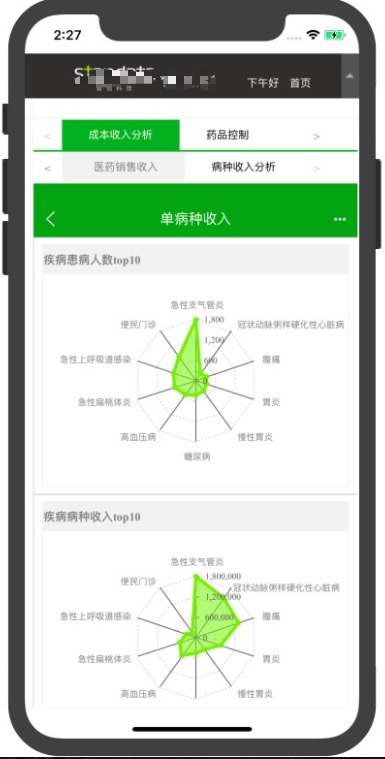 2:27
下午好 首页
< 成本收入分析 药品控制 >
< 医药销售收入 病种收入分析 >
单病种收入
疾病患病人数top10
急性支气管炎
1,800
便民门诊 冠状动脉粥样硬化性心脏病
1,200
急性上呼吸道感染 600 腹痛
0
急性扁桃体炎 胃炎
高血压病 慢性胃炎
糖尿病
疾病病种收入top10
急性支气管炎
1,800,000
便民门诊 冠状动脉粥样硬化性心脏病
1,200,000
急性上呼吸道感染 600,000 腹痛
0
急性扁桃体炎 胃炎
高血压病 慢性胃炎